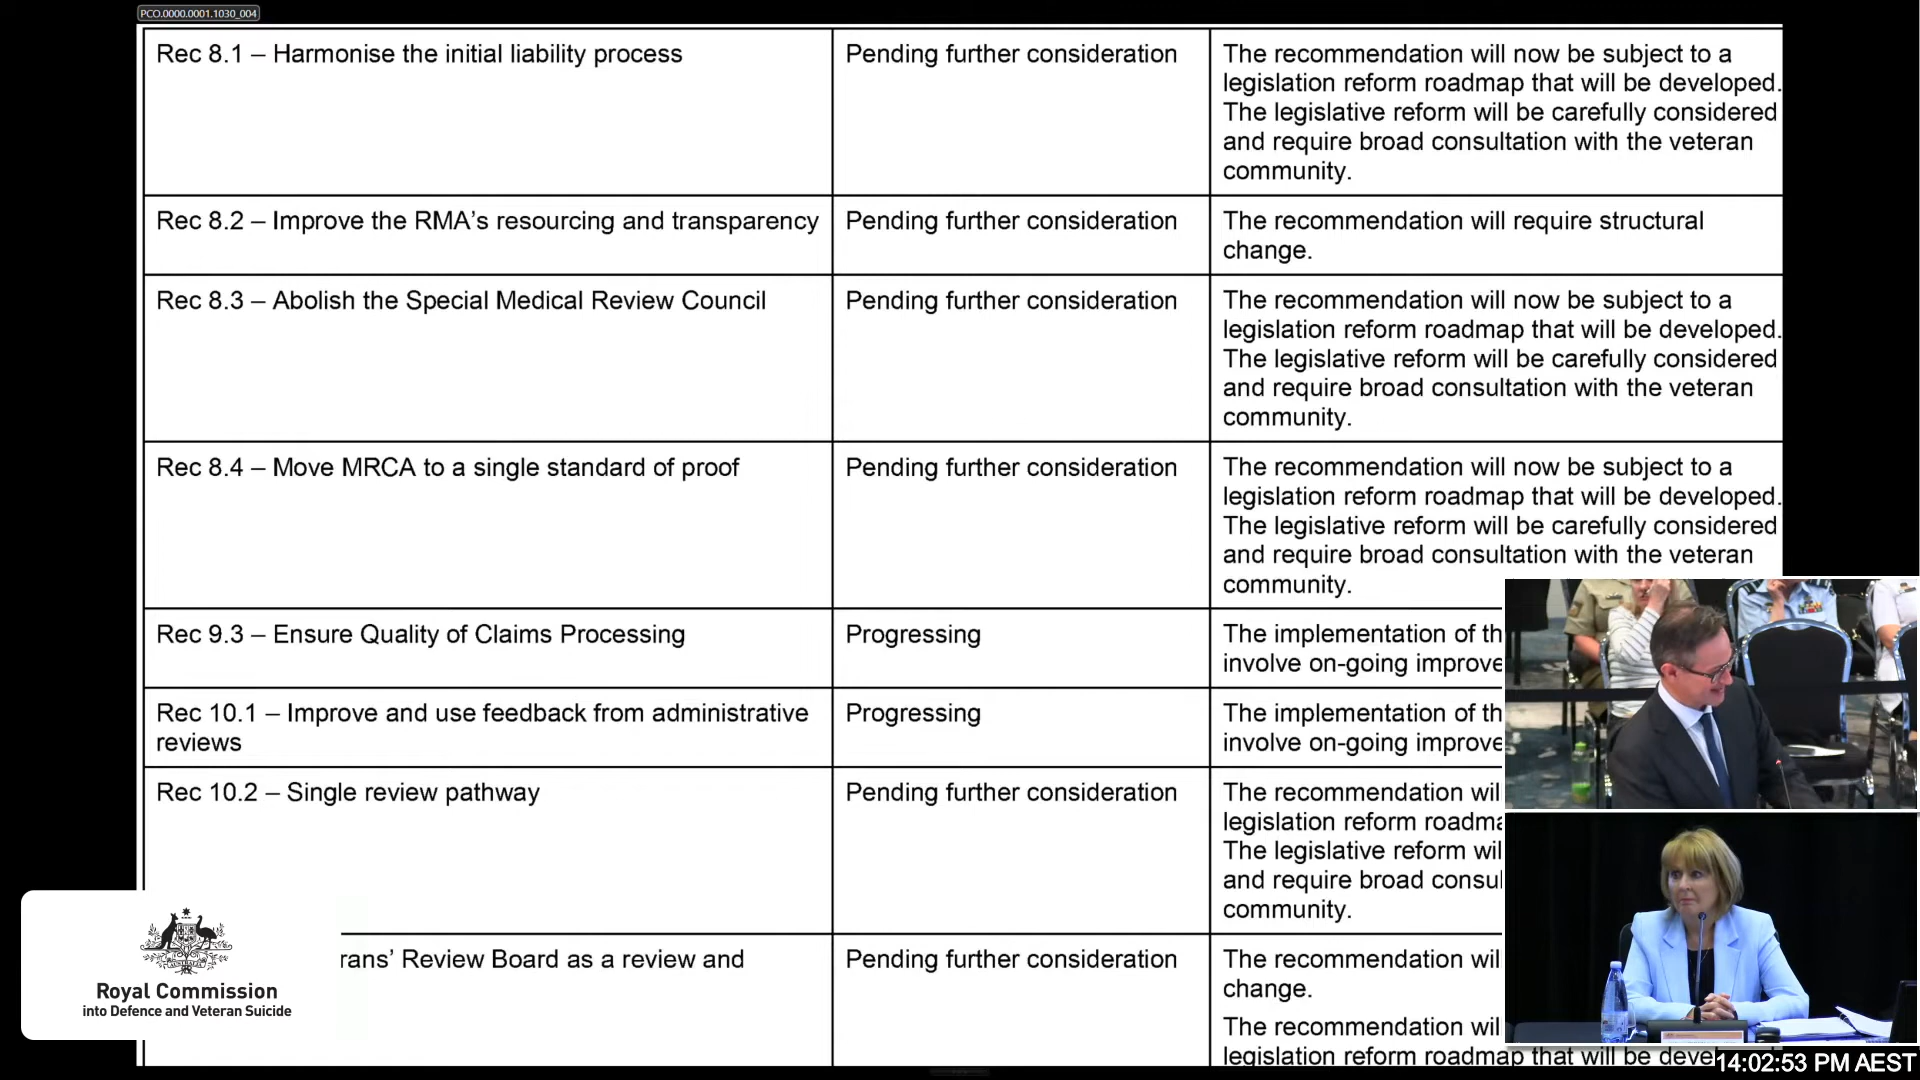 PCO.0000.0001.1030_004
Rec 8.1 – Harmonise the initial liability process
Pending further consideration
The recommendation will now be subject to a
legislation reform roadmap that will be developed.
The legislative reform will be carefully considered
and require broad consultation with the veteran
community.
Rec 8.2 – Improve the RMA’s resourcing and transparency
Pending further consideration
The recommendation will require structural
change.
Rec 8.3 – Abolish the Special Medical Review Council
Pending further consideration
The recommendation will now be subject to a
legislation reform roadmap that will be developed.
The legislative reform will be carefully considered
and require broad consultation with the veteran
community.
Rec 8.4 – Move MRCA to a single standard of proof
Pending further consideration
The recommendation will now be subject to a
legislation reform roadmap that will be developed.
The legislative reform will be carefully considered
and require broad consultation with the veteran
community.
Rec 9.3 – Ensure Quality of Claims Processing
Progressing
The implementation of th
involve on-going improve
Rec 10.1 – Improve and use feedback from administrative
reviews
Progressing
The implementation of th
involve on-going improve
Rec 10.2 – Single review pathway
Pending further consideration
The recommendation wil
legislation reform roadma
The legislative reform wil
and require broad consul
community.
rans’ Review Board as a review and
Pending further consideration
The recommendation wil
change.
The recommendation wil
legislation reform roadmap that will be deve
AUSTRALIA
Royal Commission
into Defence and Veteran Suicide
14:02:53 PM AEST